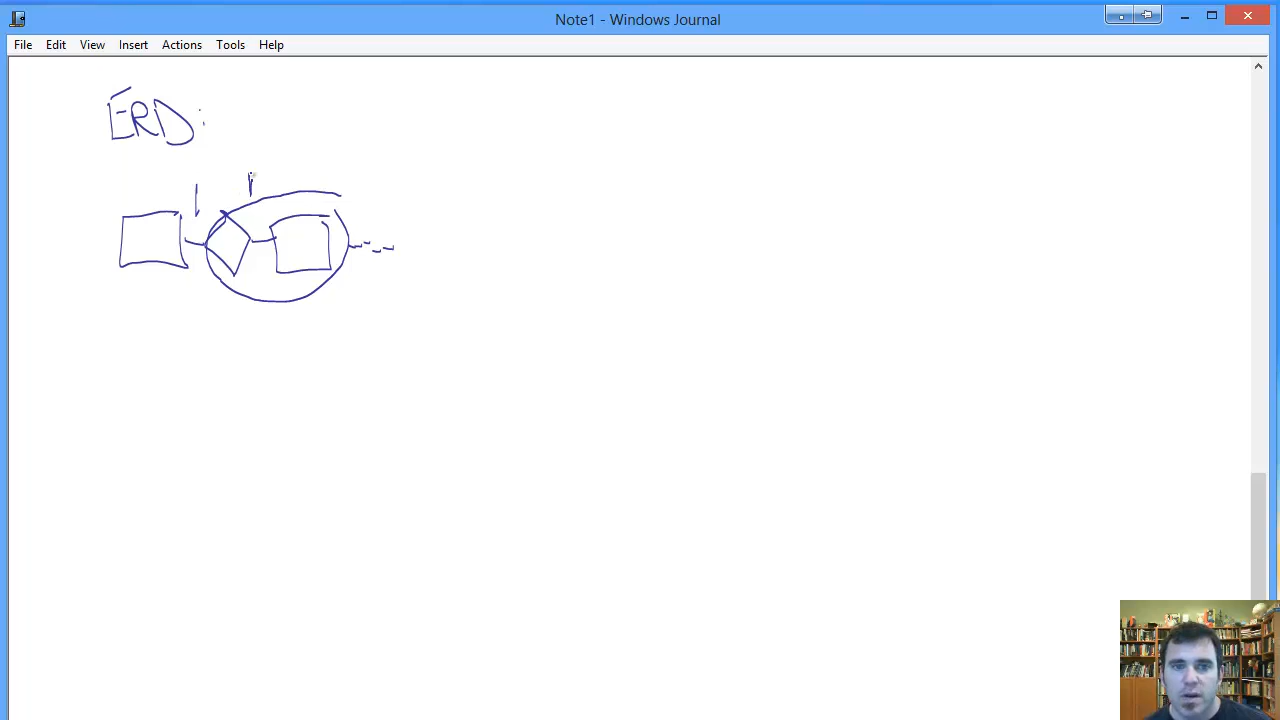 Note1 - Windows Journal
File Edit View Insert Actions Tools Help
ERD: